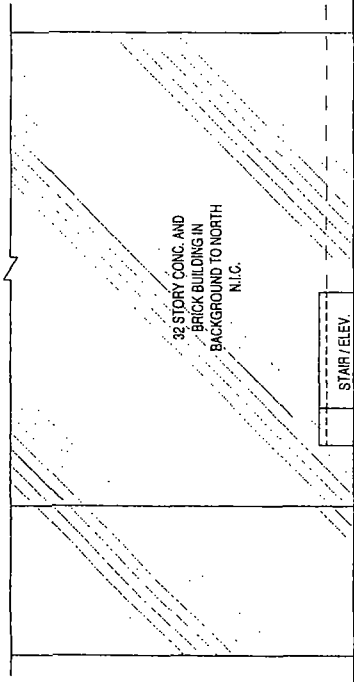 32 STORY CONC. AND
BRICK BUILDING IN
BACKGROUND TO NORTH
N.I.C.
STAIR / ELEV.